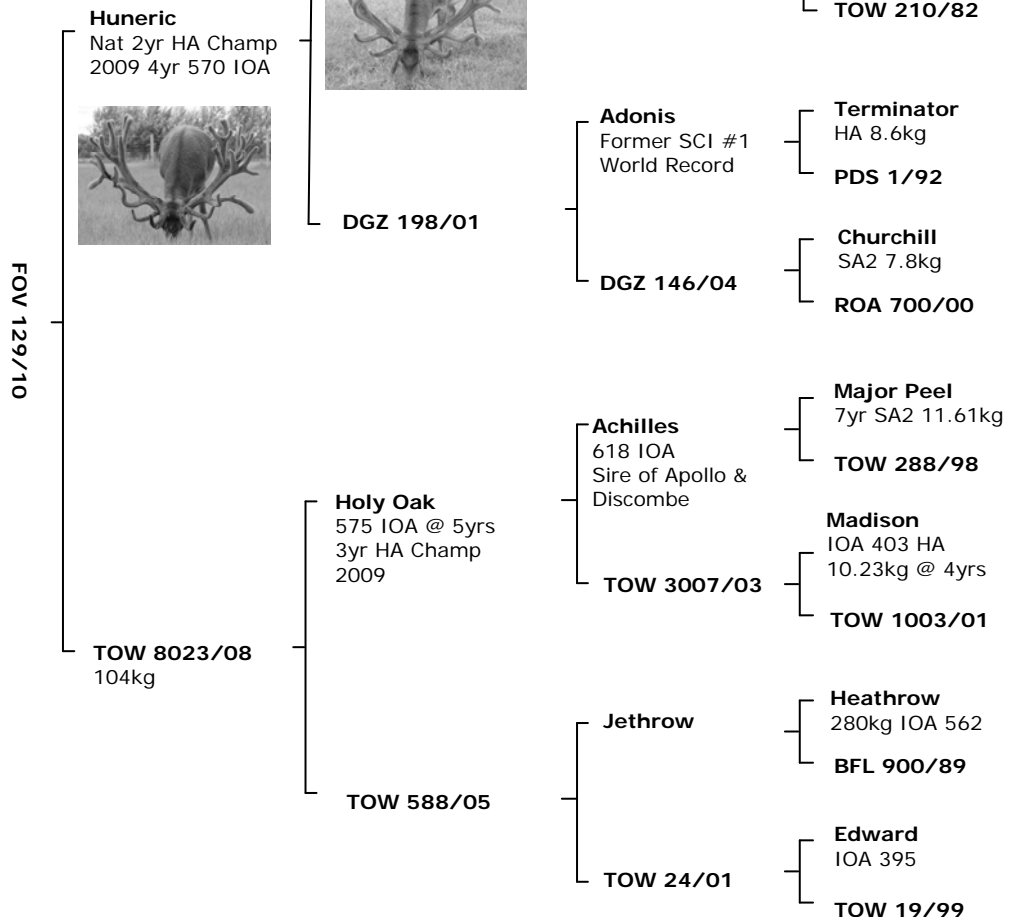 FOV 129/10
Huneric
Nat 2yr HA Champ
2009 4yr 570 IOA
DGZ 198/01
TOW 210/82
Adonis
Former SCI #1
World Record
Terminator
HA 8.6kg
PDS 1/92
DGZ 146/04
Churchill
SA2 7.8kg
ROA 700/00
TOW 8023/08
104kg
Holy Oak
575 IOA @ 5yrs
3yr HA Champ
2009
Achilles
618 IOA
Sire of Apollo &
Discombe
Major Peel
7yr SA2 11.61kg
TOW 288/98
TOW 3007/03
Madison
IOA 403 HA
10.23kg @ 4yrs
TOW 1003/01
TOW 588/05
Jethrow
Heathrow
280kg IOA 562
BFL 900/89
TOW 24/01
Edward
IOA 395
TOW 19/99